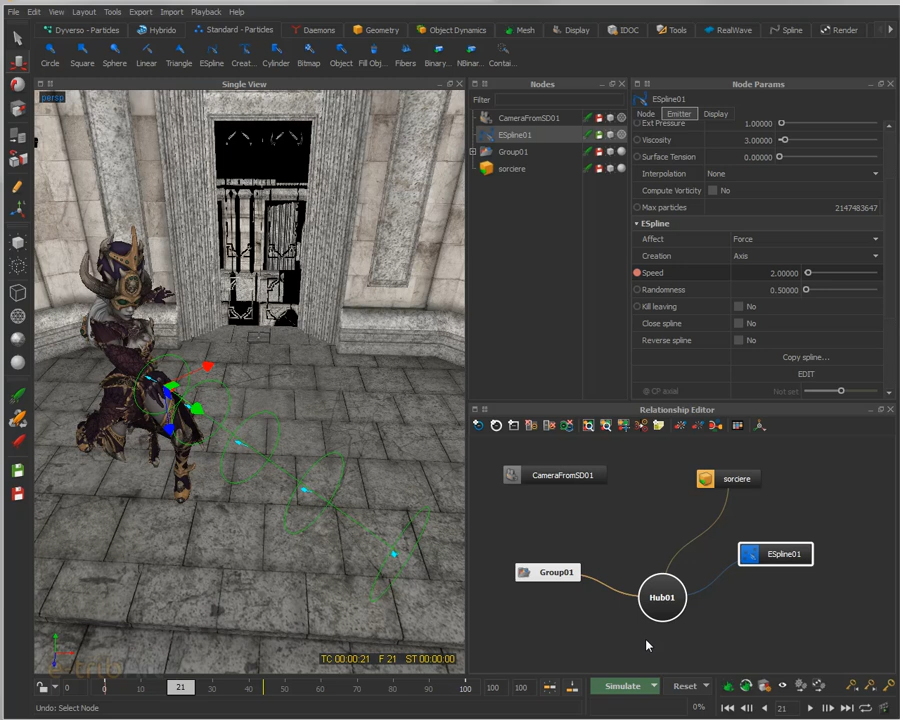 File Edit View Layout Tools Export Import Playback Help
Dyverso - Particles Hybrido Standard - Particles Daemons Geometry Object Dynamics Mesh Display IDOC Tools RealWave Spline Render
Circle Square Sphere Linear Triangle ESpline Creat... Cylinder Bitmap Object Fill Obj... Fibers Binary... NBinar... Contai...
Single View
persp
Nodes
Filter
CameraFromSD01
ESpline01
Group01
sorciere
Node Params
ESpline01
Node Emitter Display
Ext Pressure 1.00000
Viscosity 3.00000
Surface Tension 0.00000
Interpolation None
Compute Vorticity No
Max particles 2147483647
ESpline
Affect Force
Creation Axis
Speed 2.00000
Randomness 0.50000
Kill leaving No
Close spline No
Reverse spline No
Copy spline...
EDIT
@ CP axial Not set
Relationship Editor
CameraFromSD01
sorciere
ESpline01
Group01
Hub01
TC 00:00:21 F 21 ST 00:00:00
0 0 10 21 30 40 50 60 70 80 90 100 100 100
Simulate Reset
Undo: Select Node
0% 21